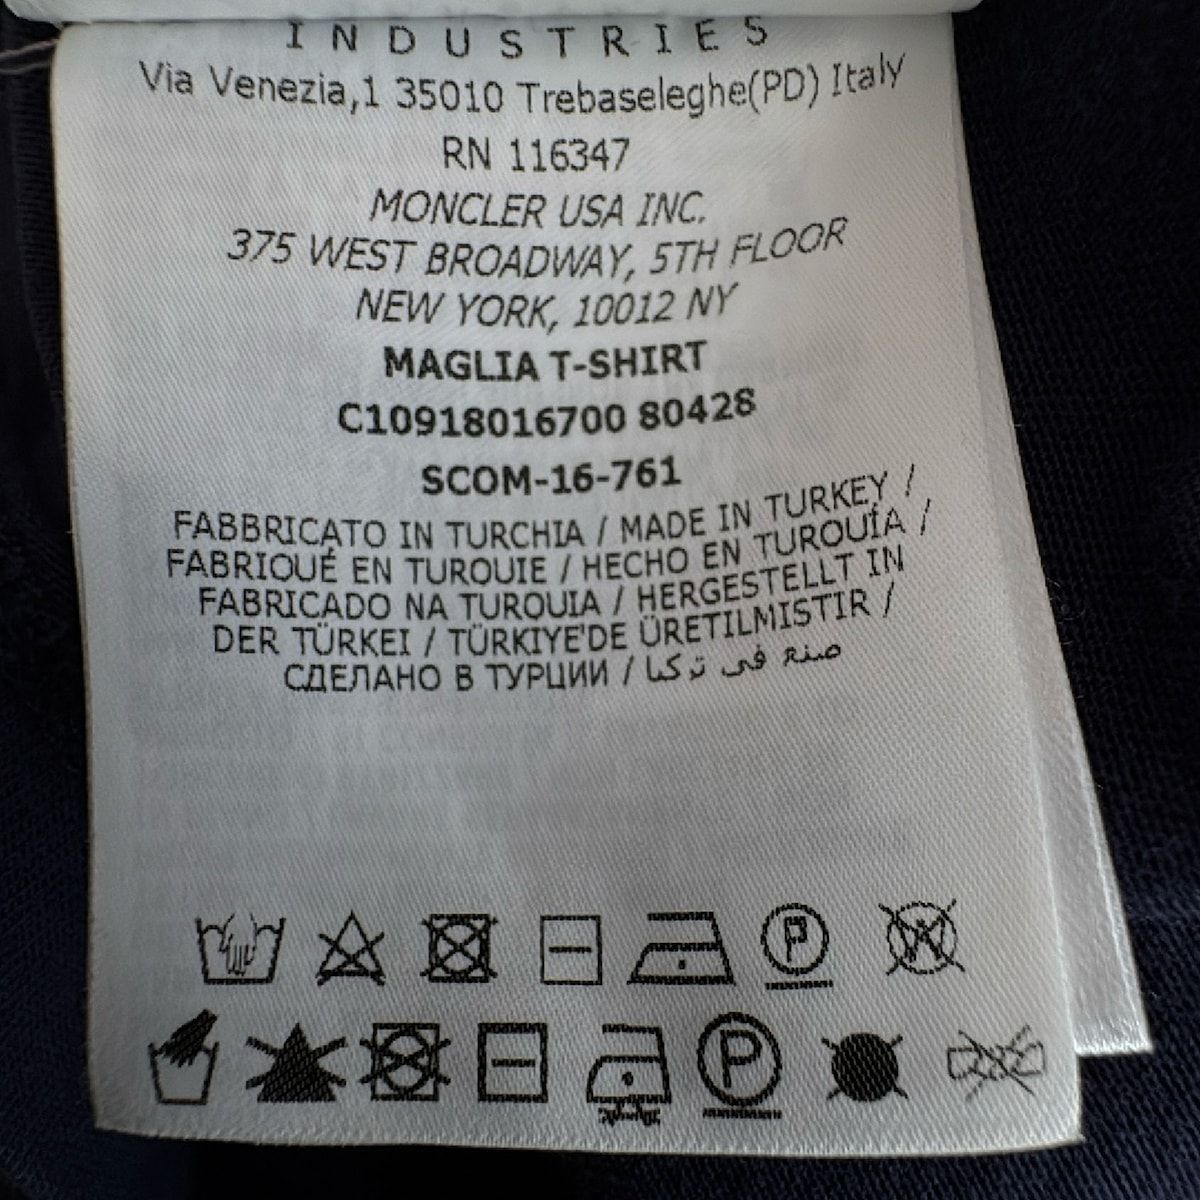 INDUSTRIES
Via Venezia,1 35010 Trebaseleghe(PD) Italy
RN 116347
MONCLER USA INC.
375 WEST BROADWAY, 5TH FLOOR
NEW YORK, 10012 NY
MAGLIA T-SHIRT
C10918016700 80428
SCOM-16-761
FABBRICATO IN TURCHIA / MADE IN TURKEY /
FABRIQUÉ EN TURQUIE / HECHO EN TURQUÍA /
FABRICADO NA TURQUIA / HERGESTELLT IN
DER TÜRKEI / TÜRKIYE'DE ÜRETILMISTIR /
СДЕЛАНО В ТУРЦИИ / صنع في تركيا
P W
P